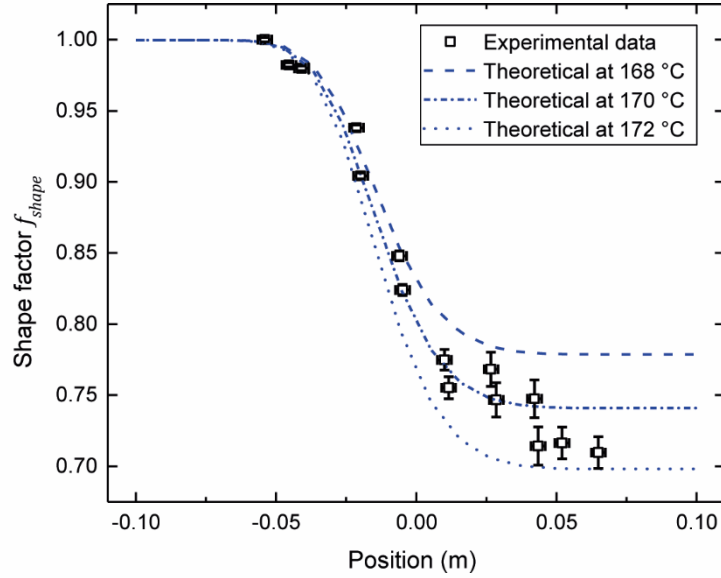 Experimental data
Theoretical at 168 °C
Theoretical at 170 °C
Theoretical at 172 °C
Shape factor f_shape
1.00
0.95
0.90
0.85
0.80
0.75
0.70
-0.10
-0.05
0.00
0.05
0.10
Position (m)